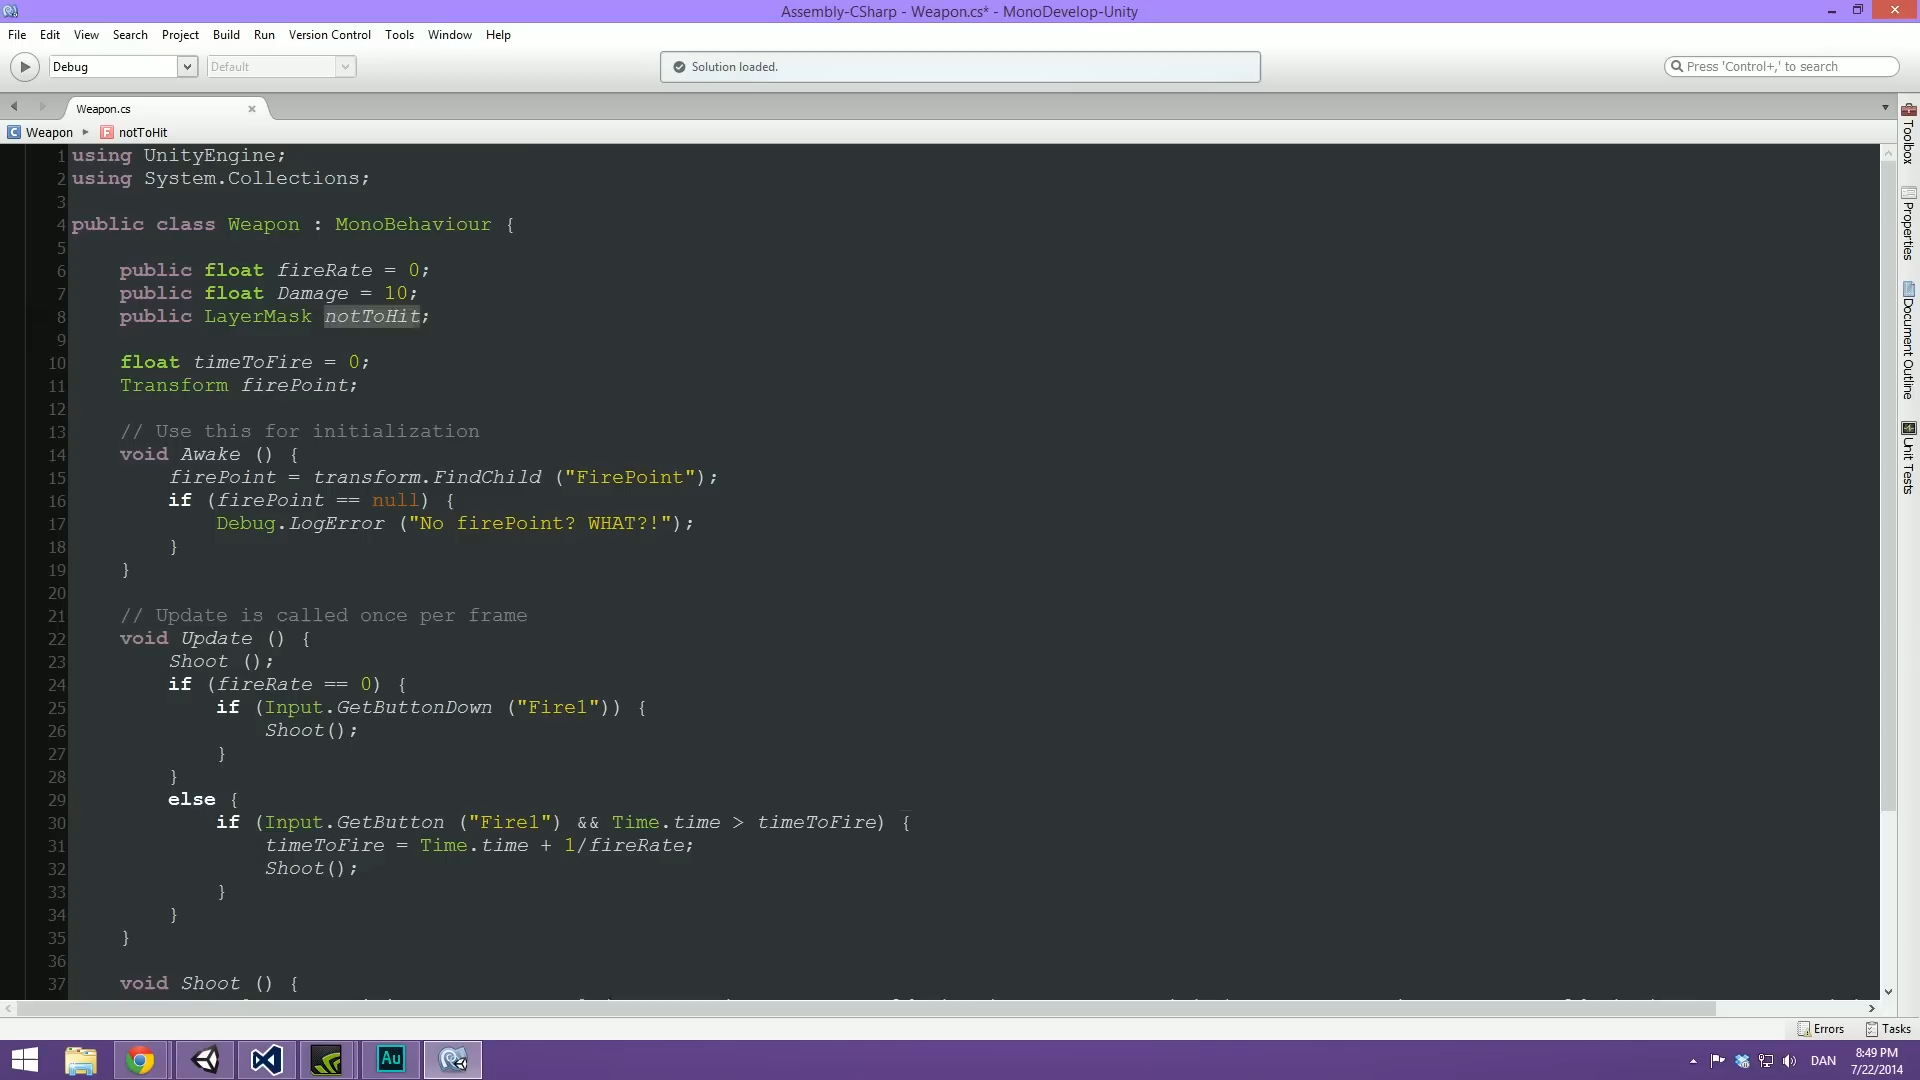 Assembly-CSharp - Weapon.cs* - MonoDevelop-Unity
File Edit View Search Project Build Run Version Control Tools Window Help
Debug Default Solution loaded. Press 'Control+,' to search
Weapon.cs
Weapon notToHit
1 using UnityEngine;
2 using System.Collections;
3
4 public class Weapon : MonoBehaviour {
5
6 public float fireRate = 0;
7 public float Damage = 10;
8 public LayerMask notToHit;
9
10 float timeToFire = 0;
11 Transform firePoint;
12
13 // Use this for initialization
14 void Awake () {
15 firePoint = transform.FindChild ("FirePoint");
16 if (firePoint == null) {
17 Debug.LogError ("No firePoint? WHAT?!");
18 }
19 }
20
21 // Update is called once per frame
22 void Update () {
23 Shoot ();
24 if (fireRate == 0) {
25 if (Input.GetButtonDown ("Fire1")) {
26 Shoot();
27 }
28 }
29 else {
30 if (Input.GetButton ("Fire1") && Time.time > timeToFire) {
31 timeToFire = Time.time + 1/fireRate;
32 Shoot();
33 }
34 }
35 }
36
37 void Shoot () {
Toolbox
Properties
Document Outline
Unit Tests
Errors Tasks
Au
DAN
8:49 PM
7/22/2014